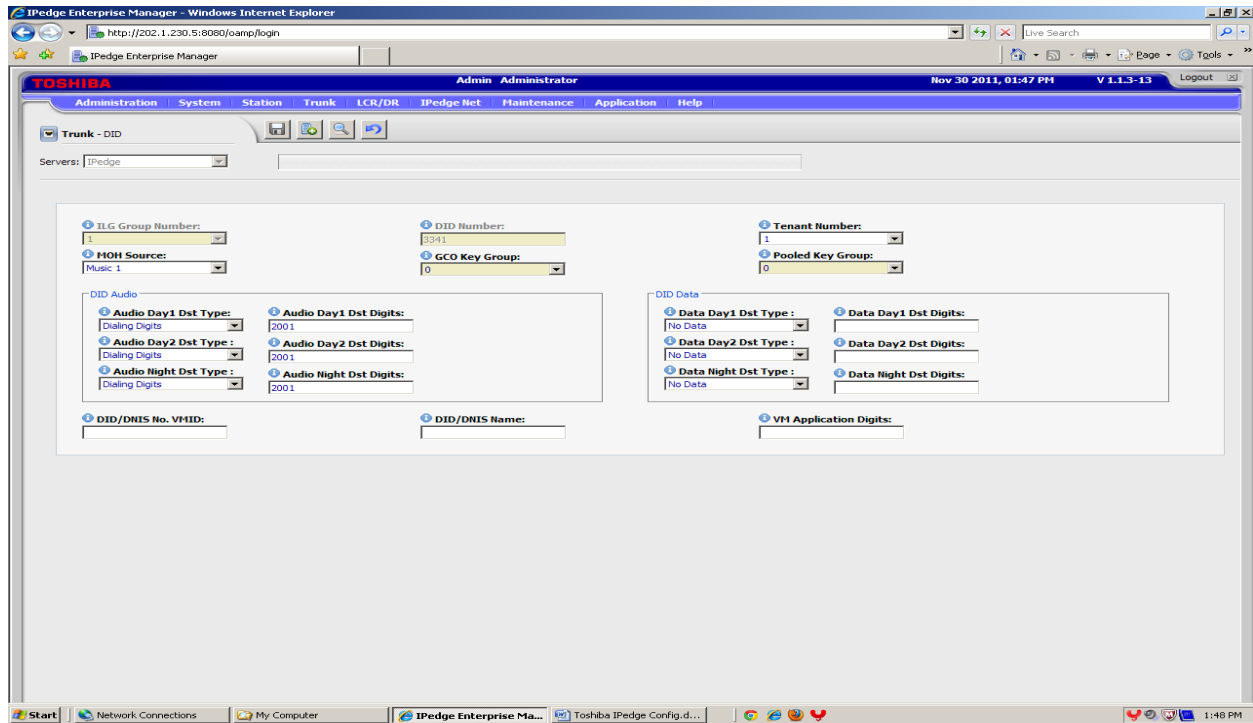 IPedge Enterprise Manager - Windows Internet Explorer
http://202.1.230.5:8080/oamp/login
Live Search
IPedge Enterprise Manager
Page
Tools
TOSHIBA
Admin Administrator
Nov 30 2011, 01:47 PM
V 1.1.3-13
Logout
Administration System Station Trunk LCR/DR IPedge Net Maintenance Application Help
Trunk - DID
Servers: IPedge
ILG Group Number: DID Number: Tenant Number:
1 3341 1
MOH Source: GCO Key Group: Pooled Key Group:
Music 1 0 0
DID Audio
Audio Day1 Dst Type: Audio Day1 Dst Digits:
Dialing Digits 2001
Audio Day2 Dst Type : Audio Day2 Dst Digits:
Dialing Digits 2001
Audio Night Dst Type : Audio Night Dst Digits:
Dialing Digits 2001
DID Data
Data Day1 Dst Type : Data Day1 Dst Digits:
No Data
Data Day2 Dst Type : Data Day2 Dst Digits:
No Data
Data Night Dst Type : Data Night Dst Digits:
No Data
DID/DNIS No. VMID: DID/DNIS Name: VM Application Digits:
Start Network Connections My Computer IPedge Enterprise Ma... Toshiba IPedge Config.d... 1:48 PM